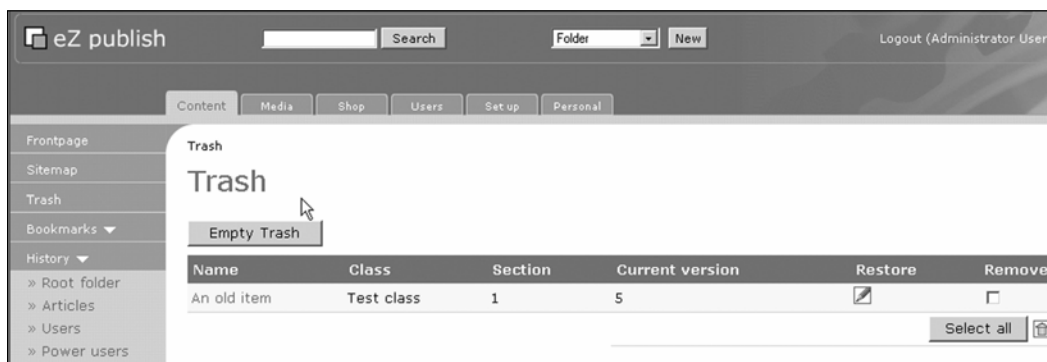 eZ publish
Search
Folder
New
Logout (Administrator User
Content
Media
Shop
Users
Set up
Personal
Frontpage
Sitemap
Trash
Bookmarks
History
» Root folder
» Articles
» Users
» Power users
Trash
Trash
Empty Trash
Name Class Section Current version Restore Remove
An old item Test class 1 5
Select all